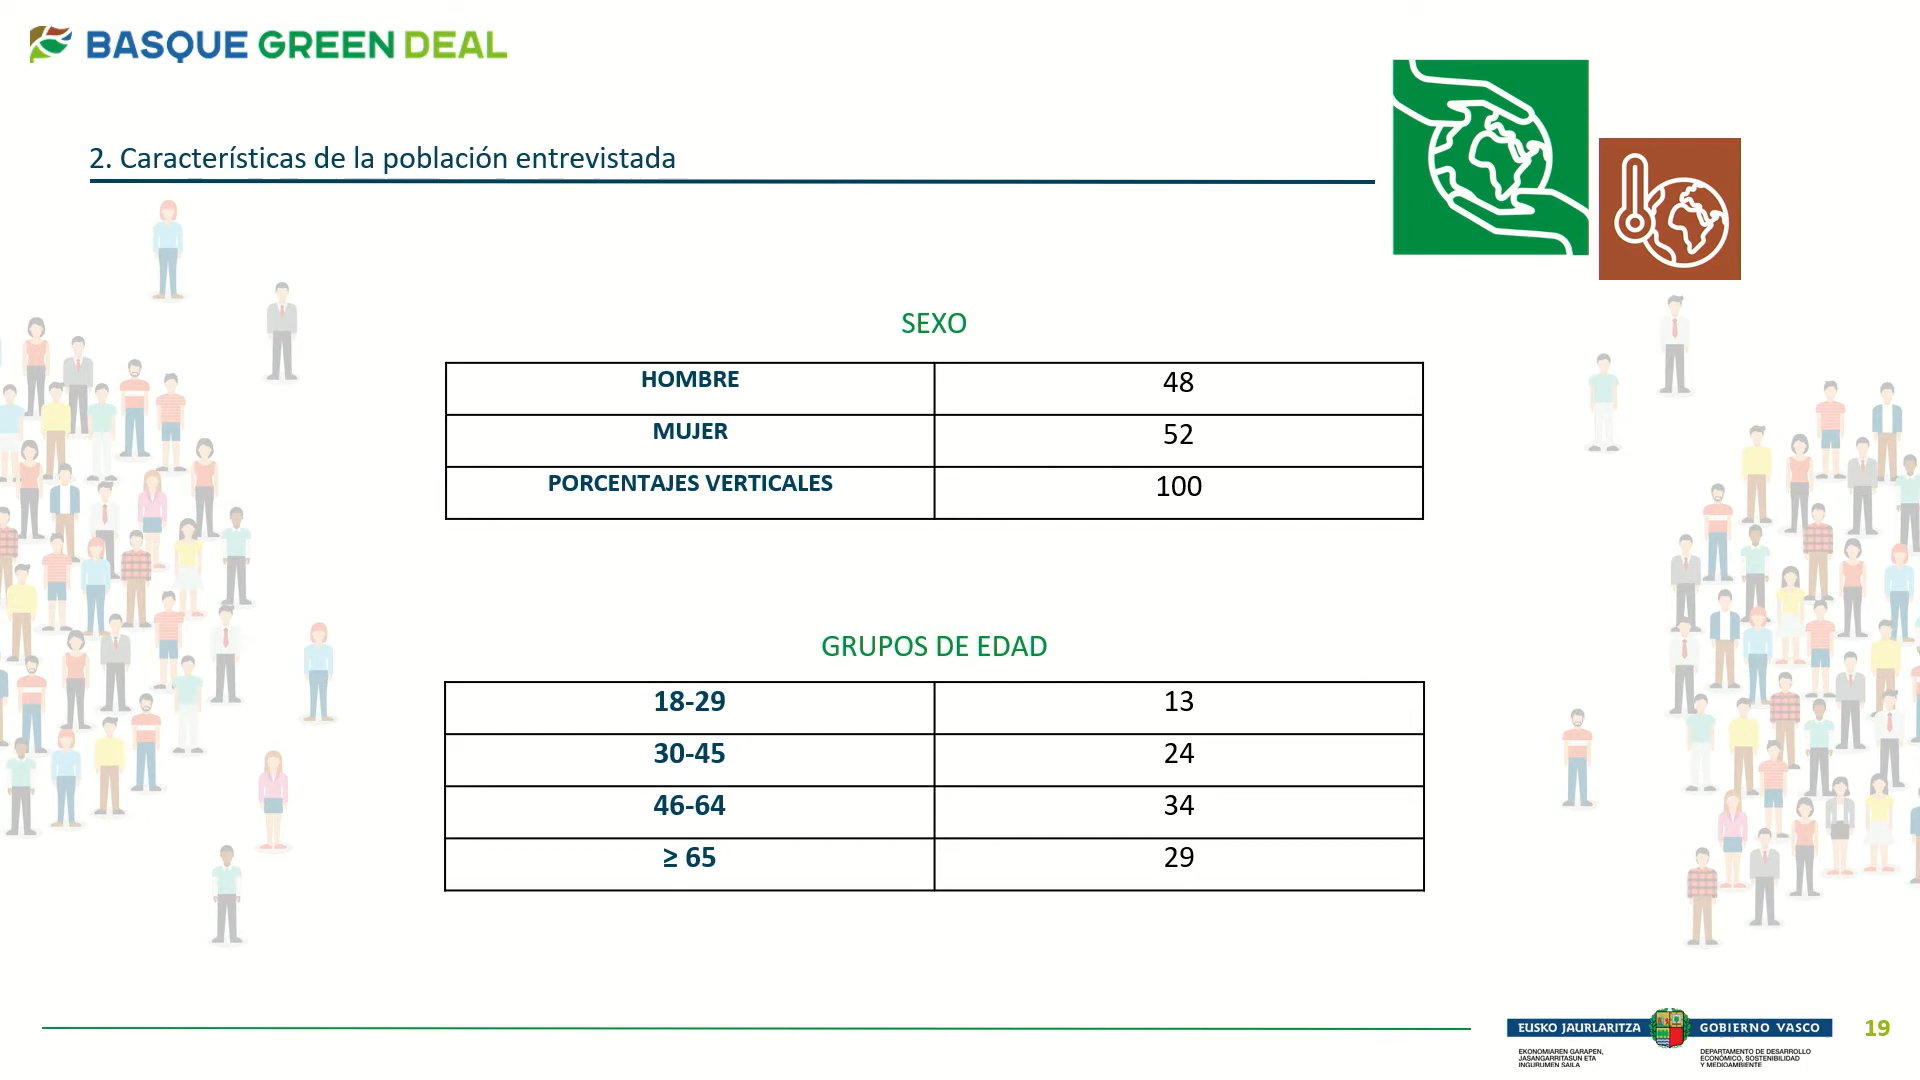 BASQUE GREEN DEAL
2. Características de la población entrevistada
SEXO
HOMBRE 48
MUJER 52
PORCENTAJES VERTICALES 100
GRUPOS DE EDAD
18-29 13
30-45 24
46-64 34
≥ 65 29
EUSKO JAURLARITZA GOBIERNO VASCO
19
EKONOMIAREN GARAPEN,
JASANGARRITASUN ETA
INGURUMEN SAILA
DEPARTAMENTO DE DESARROLLO
ECONÓMICO, SOSTENIBILIDAD
Y MEDIOAMBIENTE